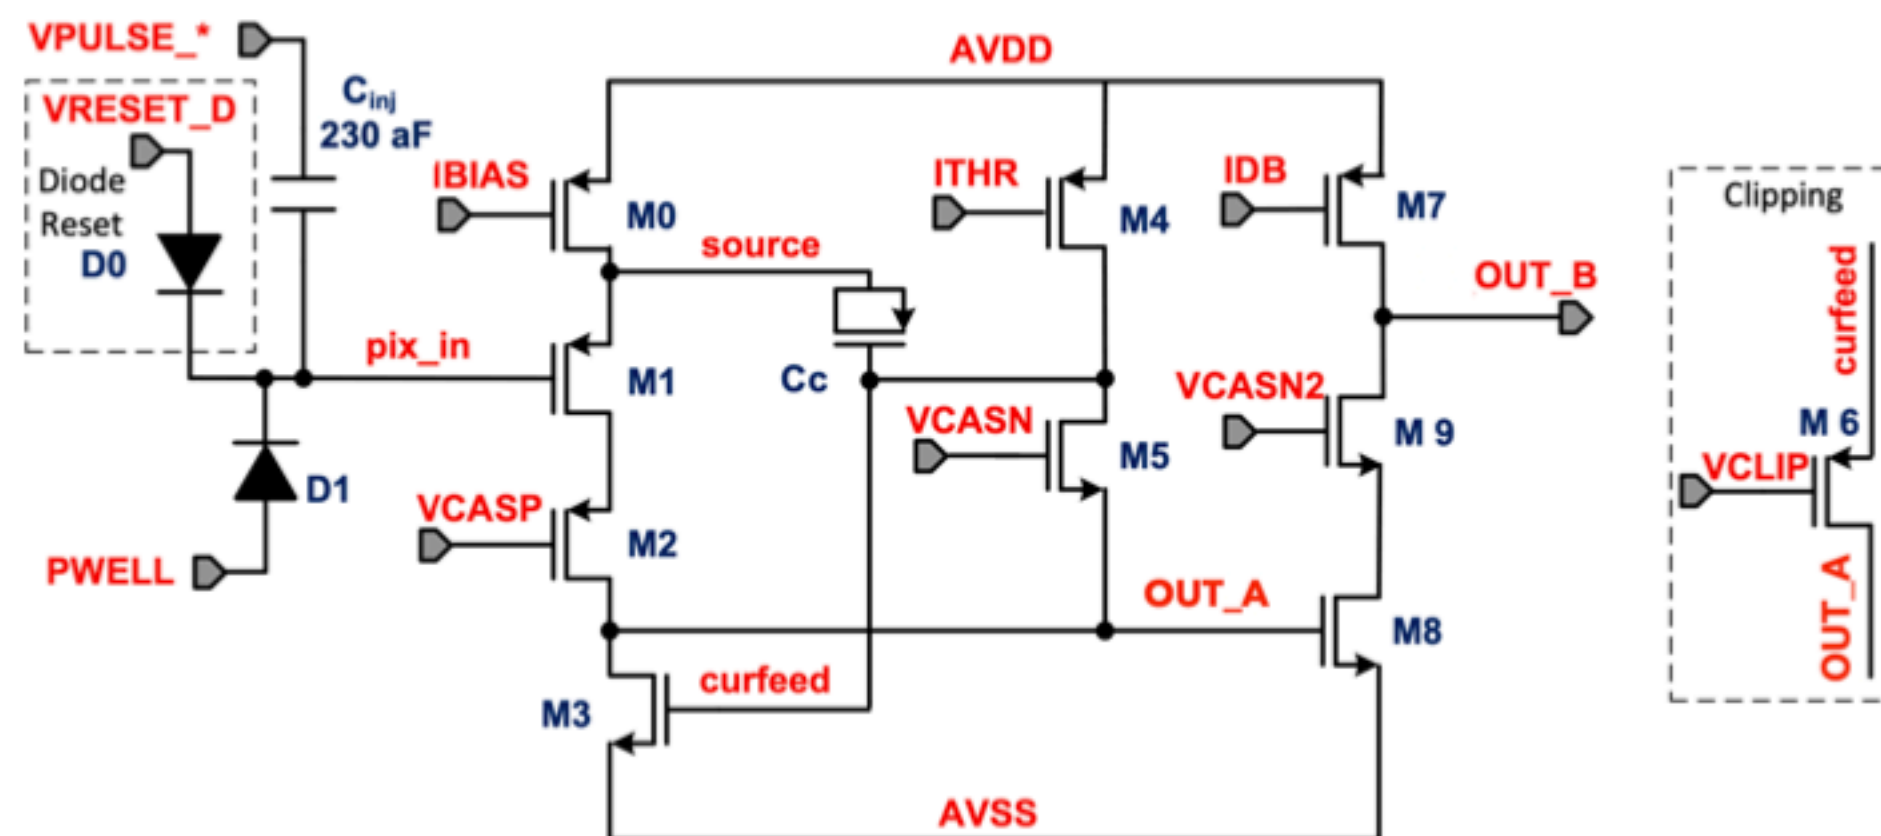 VPULSE_*
AVDD
C_inj
230 aF
VRESET_D
Diode
Reset
D0
IBIAS
M0
source
ITHR
M4
IDB
M7
Clipping
OUT_B
curfeed
pix_in
M1
Cc
VCASN
M5
VCASN2
M 9
M 6
VCLIP
D1
VCASP
M2
PWELL
OUT_A
M8
OUT_A
curfeed
M3
AVSS